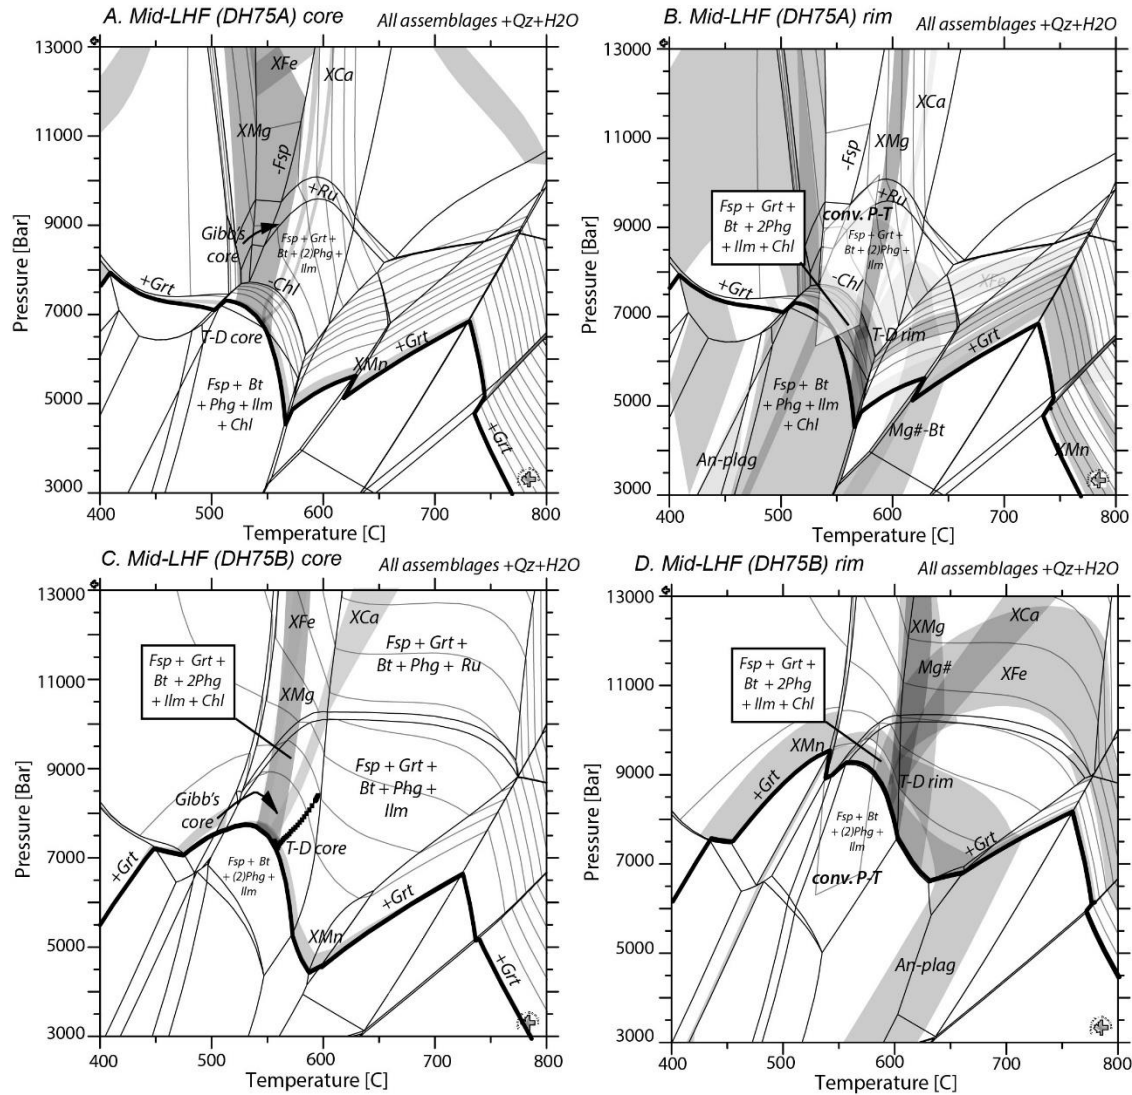 A. Mid-LHF (DH75A) core
All assemblages +Qz+H2O
13000
11000
9000
7000
5000
3000
Pressure [Bar]
XFe
XCa
XMg
-Fsp
+Ru
Gibb's
core
Fsp + Grt +
Bt + (2)Phg +
Ilm
+Grt
-Chl
T-D core
+Grt
XMn
Fsp + Bt
+ Phg + Ilm
+ Chl
+Grt
400
500
600
700
800
Temperature [C]
B. Mid-LHF (DH75A) rim
All assemblages +Qz+H2O
13000
11000
9000
7000
5000
3000
Pressure [Bar]
XCa
XMg
-Fsp
+Ru
Fsp + Grt +
Bt + 2Phg
+ Ilm + Chl
conv. P-T
Fsp + Grt +
Bt + (2)Phg +
Ilm
-Chl
XFe
+Grt
T-D rim
+Grt
Fsp + Bt
+ Phg + Ilm
+ Chl
Mg#-Bt
An-plag
XMn
400
500
600
700
800
Temperature [C]
C. Mid-LHF (DH75B) core
All assemblages +Qz+H2O
13000
11000
9000
7000
5000
3000
Pressure [Bar]
XFe
XCa
Fsp + Grt +
Bt + Phg + Ru
Fsp + Grt +
Bt + 2Phg
+ Ilm + Chl
XMg
Fsp + Grt +
Bt + Phg +
Ilm
Gibb's
core
T-D core
+Grt
Fsp + Bt
+ (2)Phg +
Ilm
+Grt
XMn
+Grt
400
500
600
700
800
Temperature [C]
D. Mid-LHF (DH75B) rim
All assemblages +Qz+H2O
13000
11000
9000
7000
5000
3000
Pressure [Bar]
XMg
XCa
Mg#
XFe
Fsp + Grt +
Bt + 2Phg
+ Ilm + Chl
XMn
+Grt
T-D rim
Fsp + Bt
+ (2)Phg +
Ilm
+Grt
conv. P-T
An-plag
400
500
600
700
800
Temperature [C]